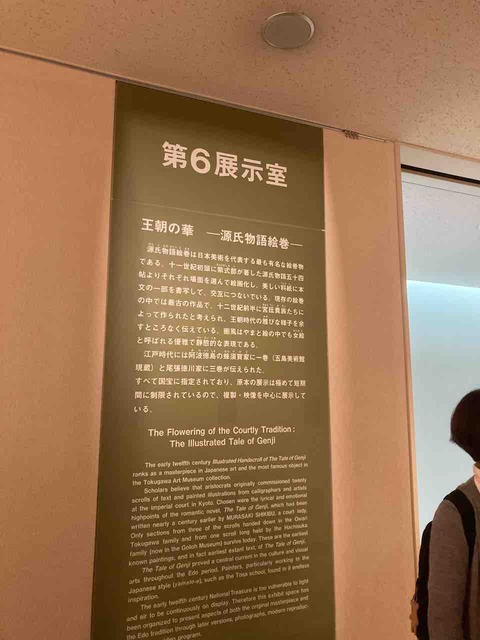 第6展示室
王朝の華 ―源氏物語絵巻―
源氏物語絵巻は日本美術を代表する最も有名な絵巻物
である。十一世紀初頭に紫式部が著した源氏物語五十四
帖よりそれぞれ場面を選んで絵画化し、美しい料紙に本
文の一部を書写して、交互につないでいる。現存の絵巻
の中では最古の作品で、十二世紀前半に宮廷貴族たちに
よって作られたと考えられ、王朝時代の雅びな様子を余
すところなく伝えている。画風はやまと絵の中でも女絵
と呼ばれる優雅で静態的な表現である。
江戸時代には阿波徳島の蜂須賀家に一巻（五島美術館
現蔵）と尾張徳川家に三巻が伝えられた。
すべて国宝に指定されており、原本の展示は極めて短期
間に制限されているので、複製・映像を中心に展示して
いる。
The Flowering of the Courtly Tradition:
The Illustrated Tale of Genji
The early twelfth century Illustrated Handscroll of The Tale of Genji
ranks as a masterpiece in Japanese art and the most famous object in
the Tokugawa Art Museum collection.
Scholars believe that aristocrats originally commissioned twenty
scrolls of text and painted illustrations from calligraphers and artists
at the imperial court in Kyoto. Chosen were the lyrical and emotional
highpoints of the romantic novel, The Tale of Genji, which had been
written nearly a century earlier by MURASAKI SHIKIBU, a court lady.
Only sections from three of the scrolls handed down in the Owari
Tokugawa family and from one scroll long held by the Hachisuka
family (now in the Gotoh Museum) survive today. These are the earliest
known paintings, and in fact earliest extant text, of The Tale of Genji.
The Tale of Genji proved a central current in the culture and visual
arts throughout the Edo period. Painters, particularly working in the
Japanese style (yamato-e), such as the Tosa school, found in it endless
inspiration.
The early twelfth century National Treasure is too vulnerable to light
and air to be continuously on display. Therefore this exhibit space has
been organized to present aspects of both the original masterpiece and
the Edo tradition through later versions, photographs, modern reproduc-
program.